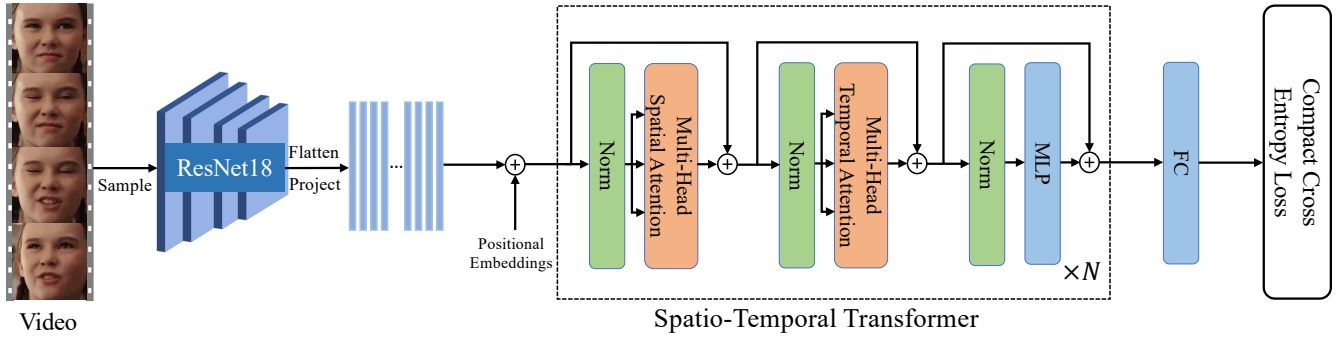 Video
Sample
ResNet18
Flatten
Project
...
Positional
Embeddings
Norm
Multi-Head
Spatial Attention
Norm
Multi-Head
Temporal Attention
Norm
MLP
×N
Spatio-Temporal Transformer
FC
Compact Cross
Entropy Loss